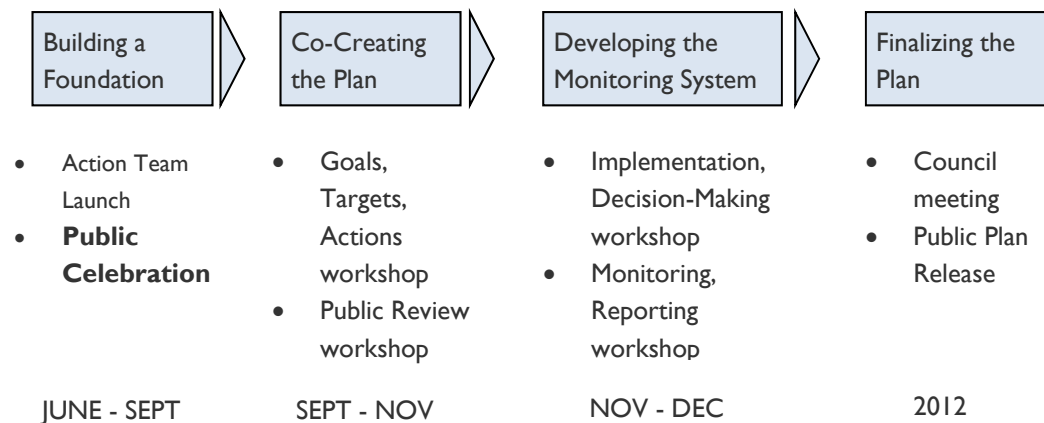 Building a
Foundation
Co-Creating
the Plan
Developing the
Monitoring System
Finalizing the
Plan
• Action Team
Launch
• Public
Celebration
• Goals,
Targets,
Actions
workshop
• Public Review
workshop
• Implementation,
Decision-Making
workshop
• Monitoring,
Reporting
workshop
• Council
meeting
• Public Plan
Release
JUNE - SEPT
SEPT - NOV
NOV - DEC
2012